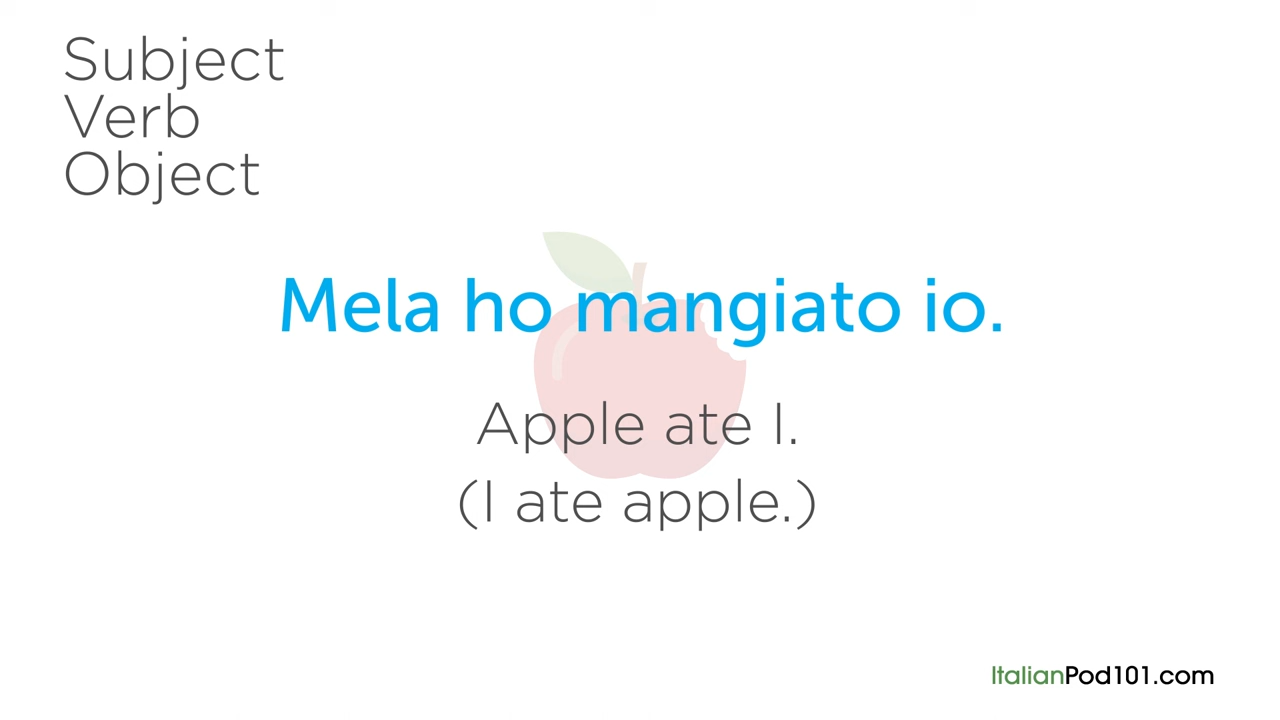 Subject
Verb
Object
Mela ho mangiato io.
Apple ate I.
(I ate apple.)
ItalianPod101.com